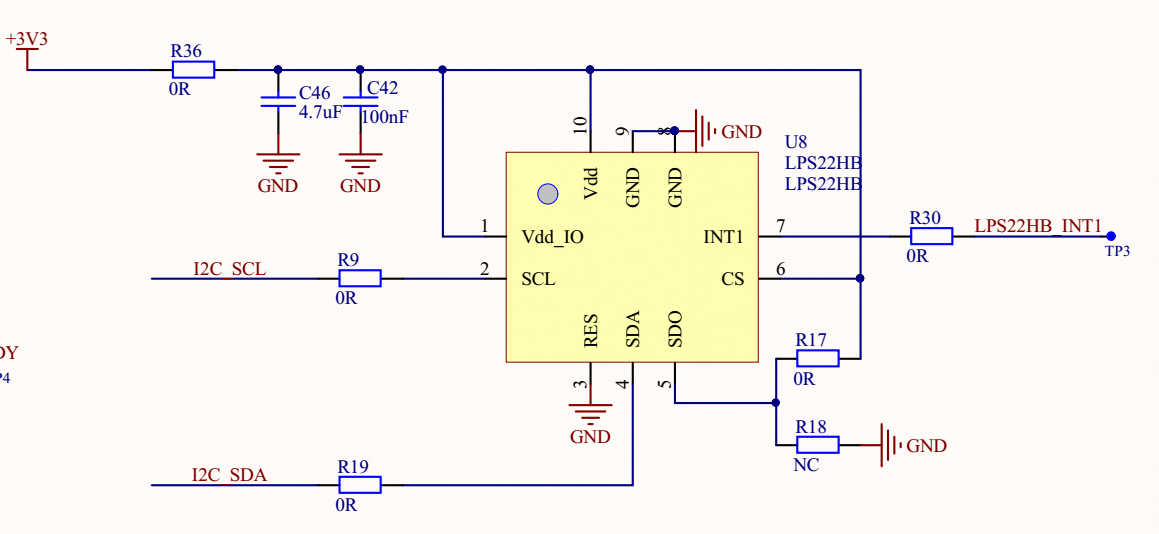 +3V3
R36
0R
C46
4.7uF
C42
100nF
GND
GND
10
9
8
GND
U8
LPS22HB
LPS22HB
Vdd
GND
GND
1
Vdd_IO
INT1
7
R30
0R
LPS22HB_INT1
TP3
I2C_SCL
R9
0R
2
SCL
CS
6
RES
SDA
SDO
3
4
5
GND
R17
0R
R18
NC
GND
I2C_SDA
R19
0R